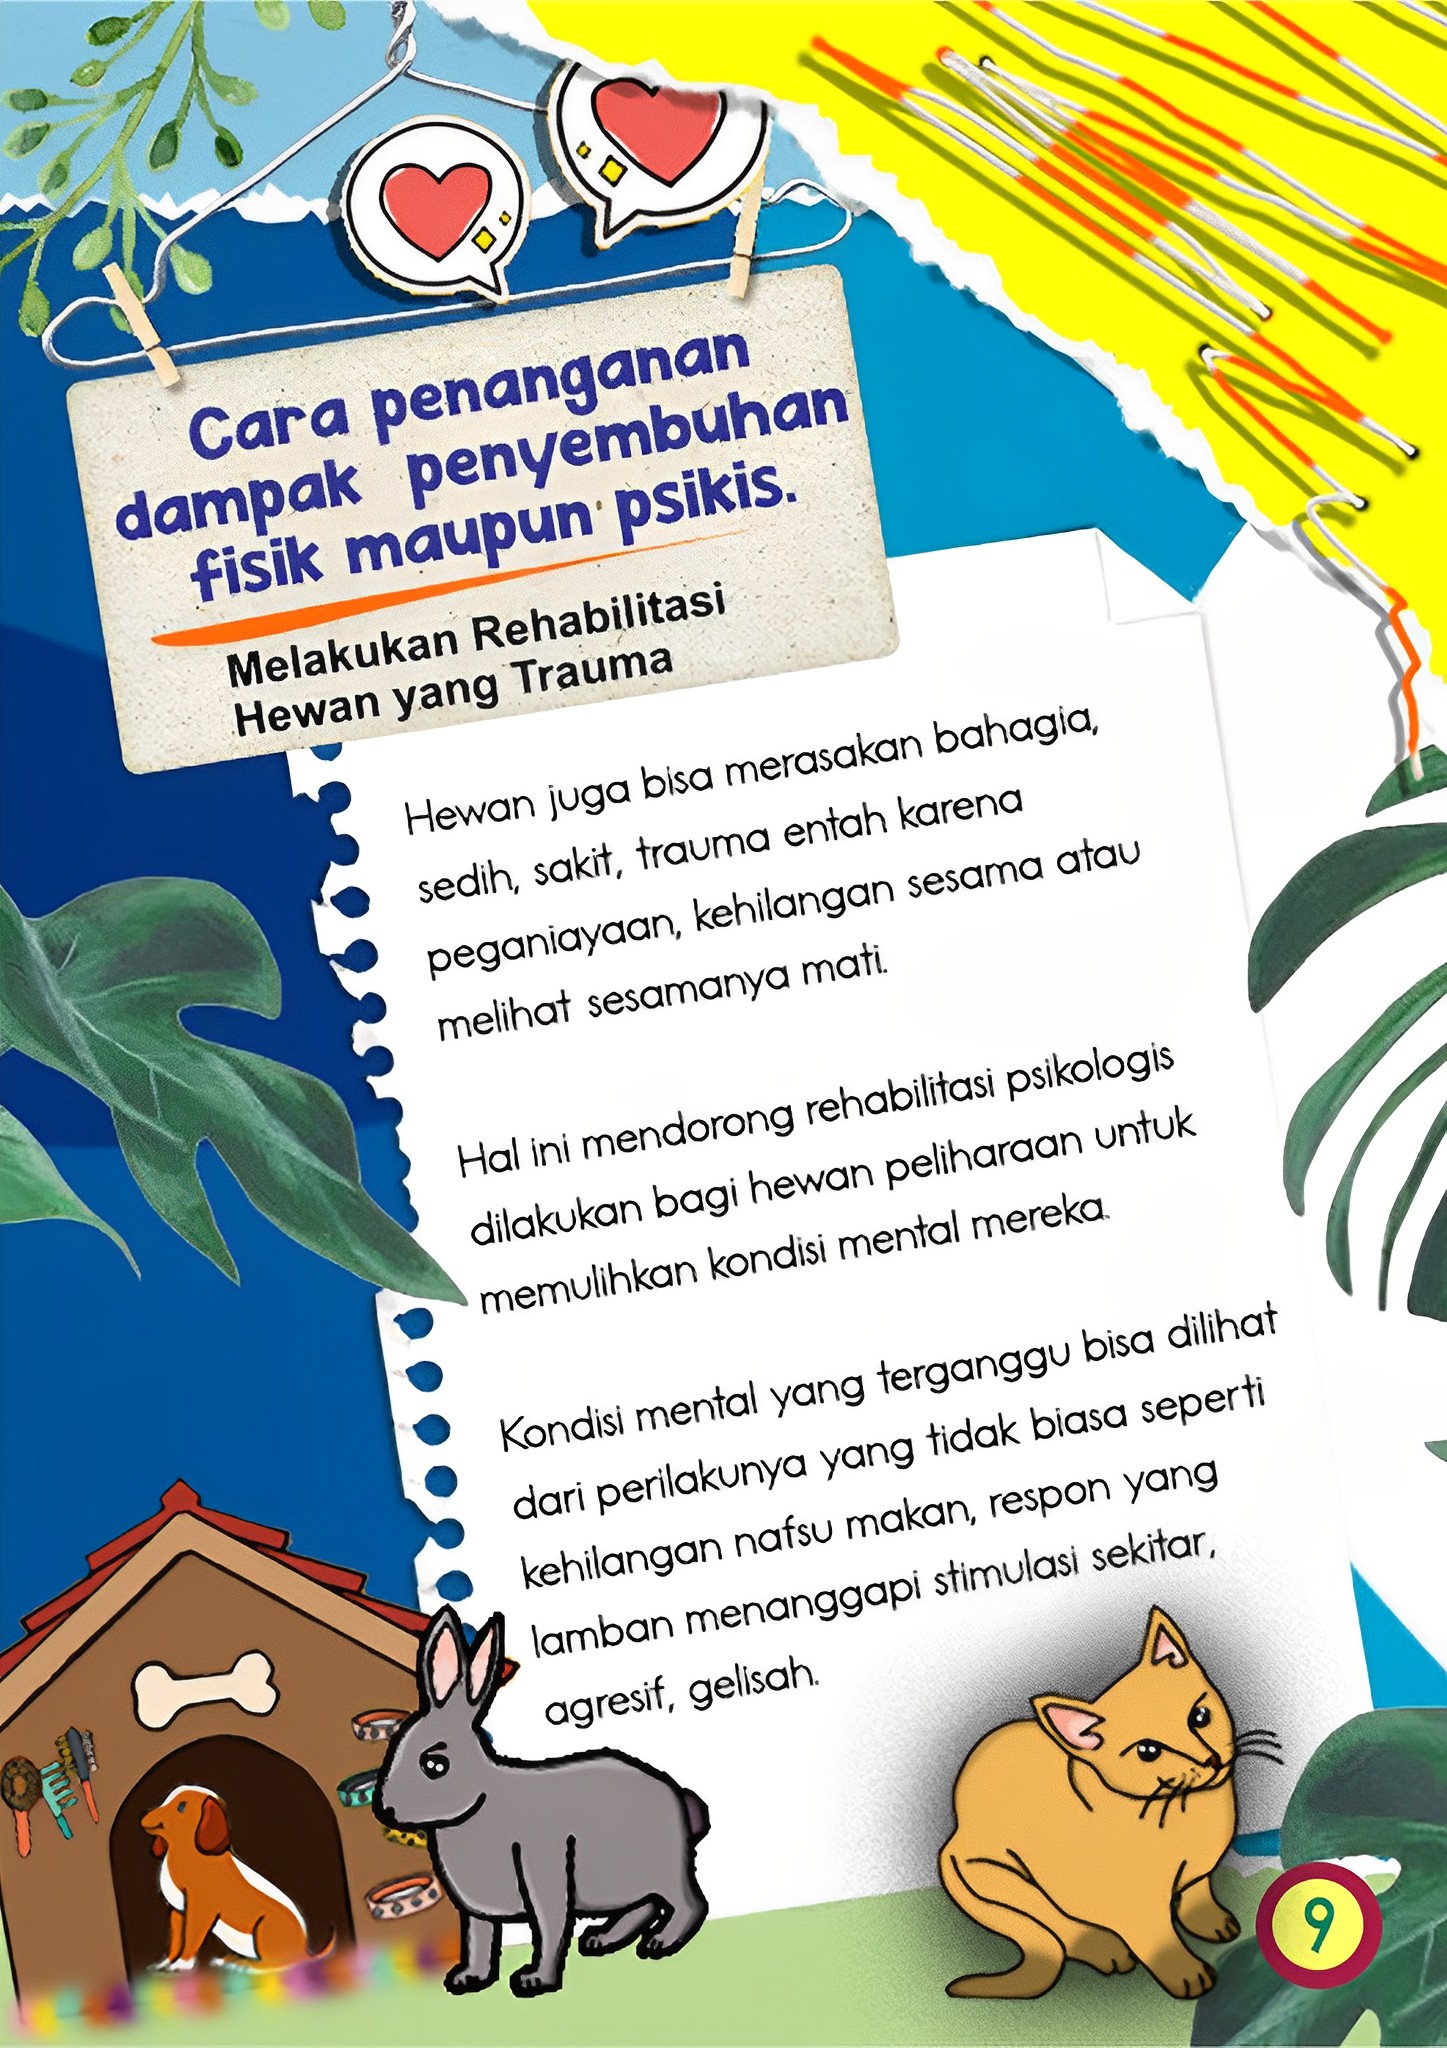 Cara penanganan
dampak penyembuhan
fisik maupun psikis.
Melakukan Rehabilitasi
Hewan yang Trauma
Hewan juga bisa merasakan bahagia,
sedih, sakit, trauma entah karena
peganiayaan, kehilangan sesama atau
melihat sesamanya mati.
Hal ini mendorong rehabilitasi psikologis
dilakukan bagi hewan peliharaan untuk
memulihkan kondisi mental mereka.
Kondisi mental yang terganggu bisa dilihat
dari perilakunya yang tidak biasa seperti
kehilangan nafsu makan, respon yang
lamban menanggapi stimulasi sekitar,
agresif, gelisah.
9